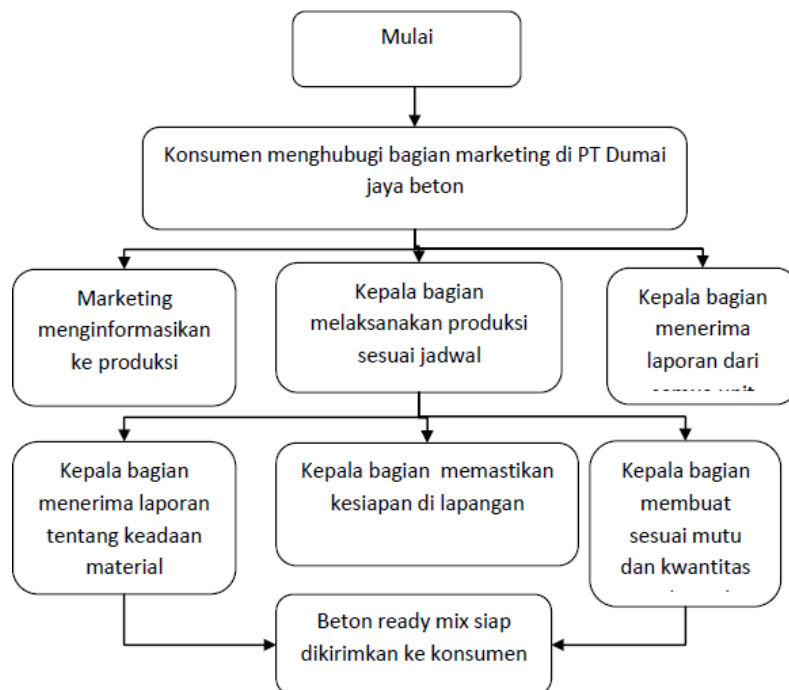 Mulai
Konsumen menghubugi bagian marketing di PT Dumai
jaya beton
Marketing
menginformasikan
ke produksi
Kepala bagian
melaksanakan produksi
sesuai jadwal
Kepala bagian
menerima
laporan dari
Kepala bagian
menerima laporan
tentang keadaan
material
Kepala bagian memastikan
kesiapan di lapangan
Kepala bagian
membuat
sesuai mutu
dan kwantitas
Beton ready mix siap
dikirimkan ke konsumen